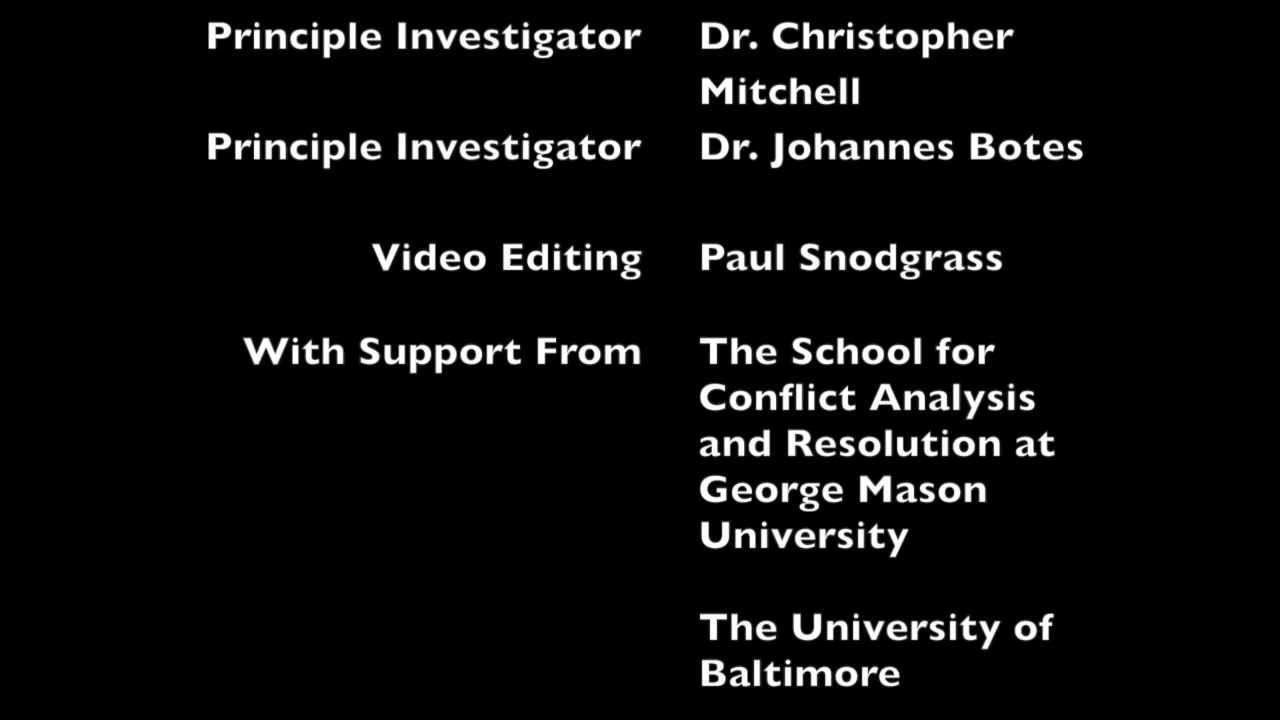 Principle Investigator Dr. Christopher
Mitchell
Principle Investigator Dr. Johannes Botes
Video Editing Paul Snodgrass
With Support From The School for
Conflict Analysis
and Resolution at
George Mason
University
The University of
Baltimore